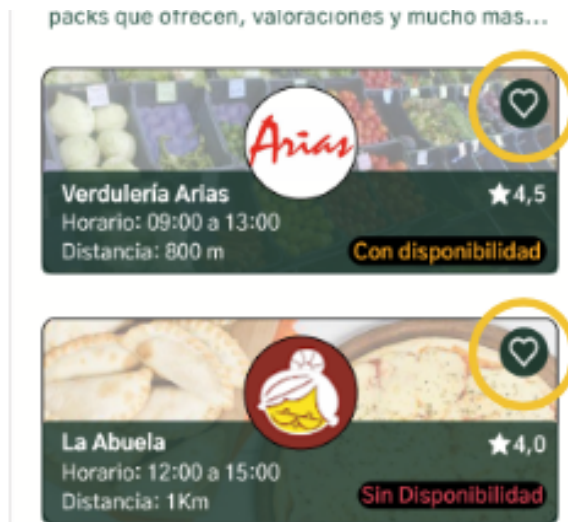 packs que ofrecen, valoraciones y mucho más...
Arias
Verdulería Arias
4,5
Horario: 09:00 a 13:00
Distancia: 800 m
Con disponibilidad
La Abuela
4,0
Horario: 12:00 a 15:00
Distancia: 1Km
Sin Disponibilidad